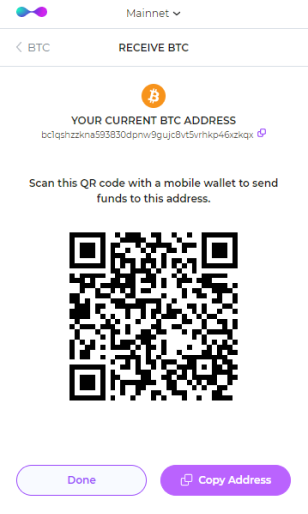 Mainnet
BTC
RECEIVE BTC
YOUR CURRENT BTC ADDRESS
bc1qshzzkna593830dpnw9gujc8vt5vrhkp46xzkqx
Scan this QR code with a mobile wallet to send
funds to this address.
Done
Copy Address